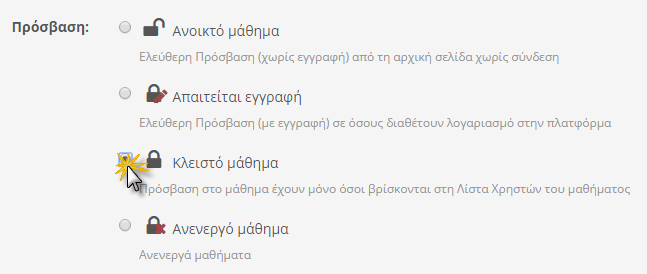 Πρόσβαση:
Ανοικτό μάθημα
Ελεύθερη Πρόσβαση (χωρίς εγγραφή) από τη αρχική σελίδα χωρίς σύνδεση
Απαιτείται εγγραφή
Ελεύθερη Πρόσβαση (με εγγραφή) σε όσους διαθέτουν λογαριασμό στην πλατφόρμα
Κλειστό μάθημα
Πρόσβαση στο μάθημα έχουν μόνο όσοι βρίσκονται στη Λίστα Χρηστών του μαθήματος
Ανενεργό μάθημα
Ανενεργά μαθήματα